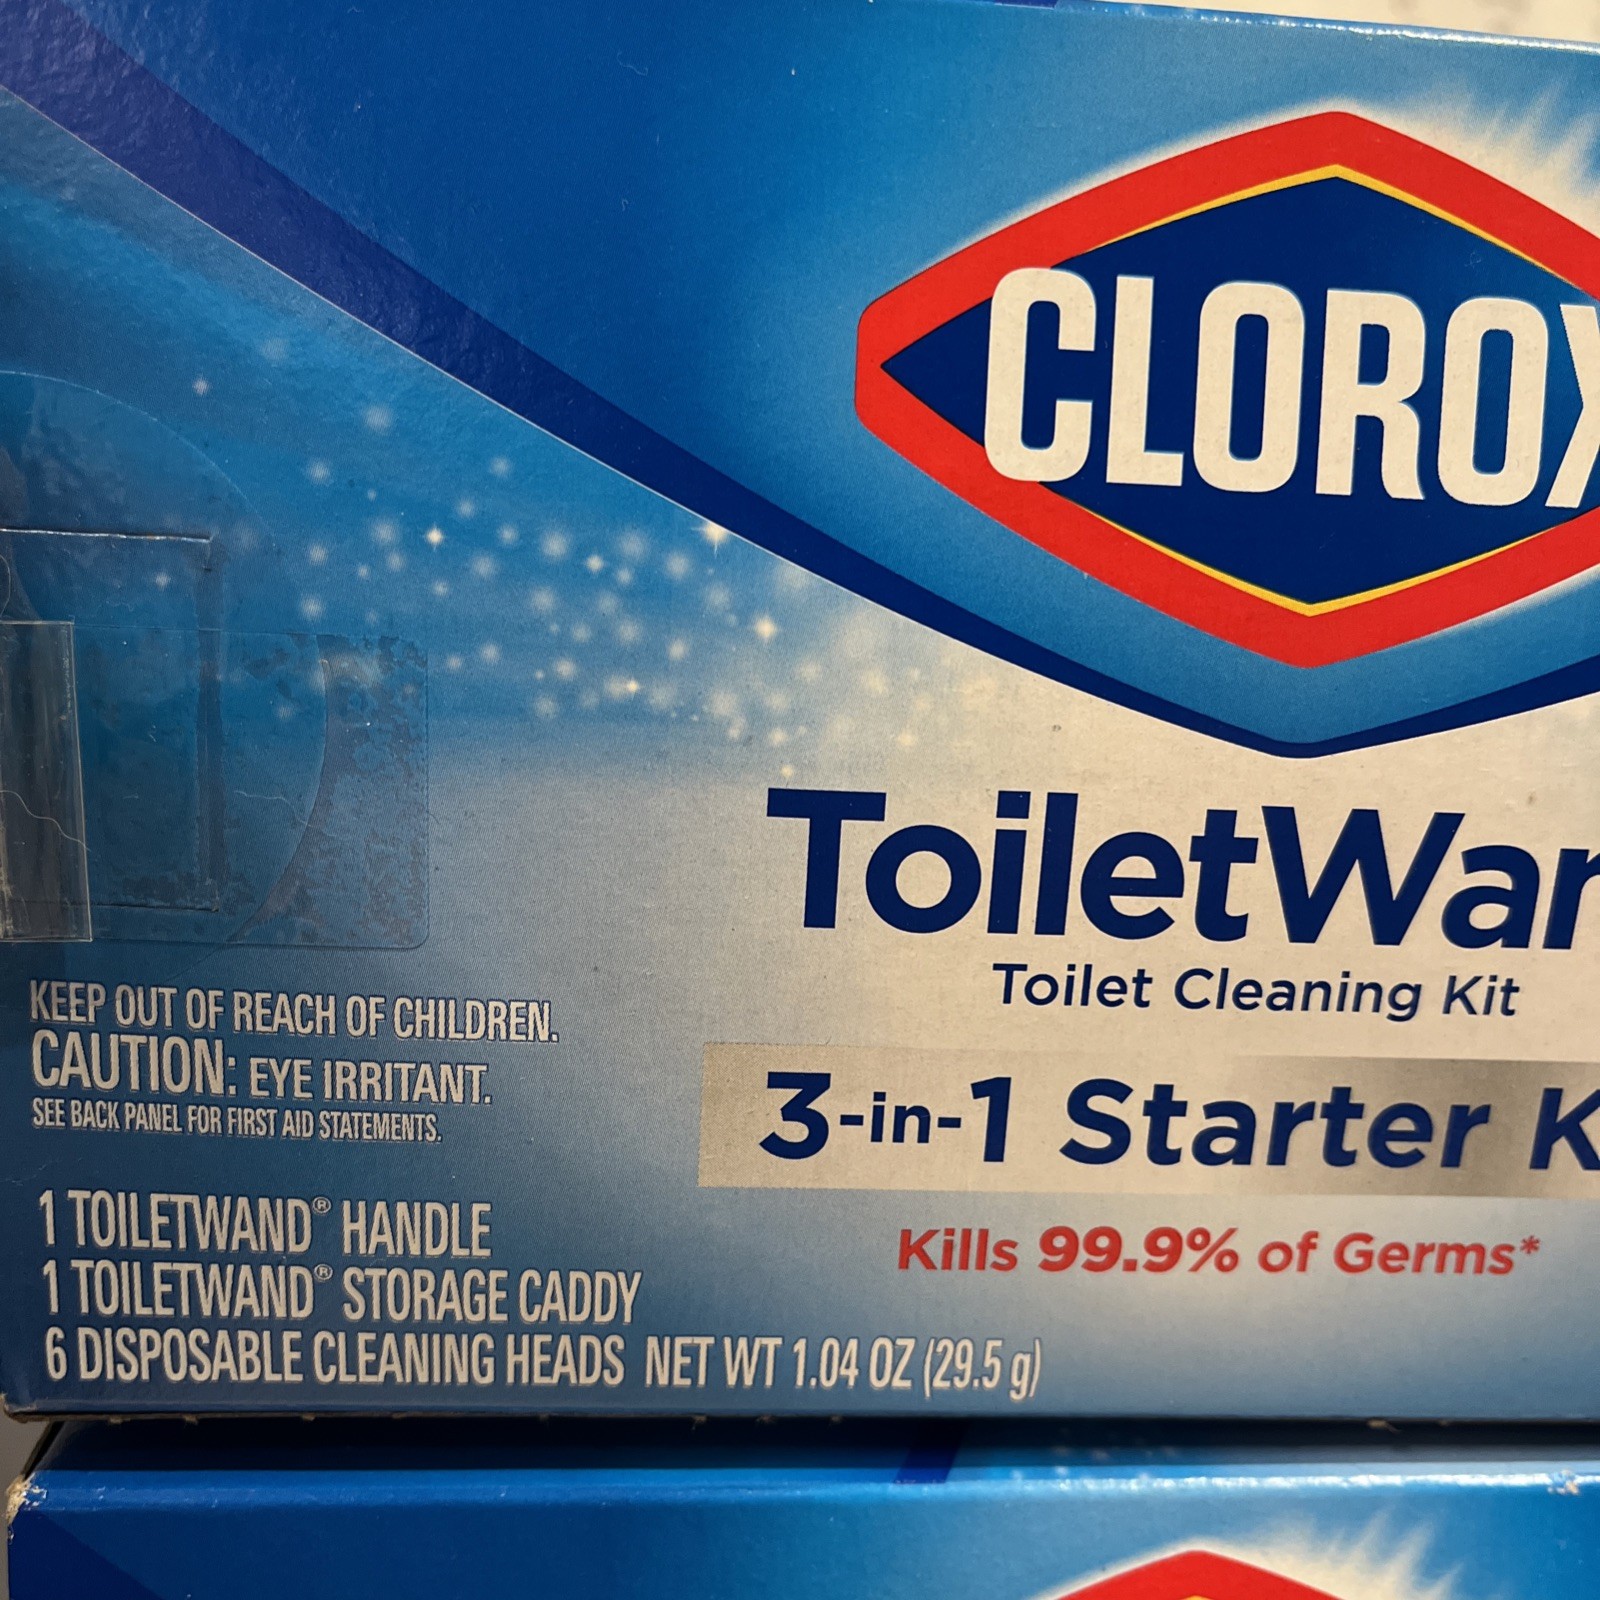 CLOROX
ToiletWan
Toilet Cleaning Kit
3-in-1 Starter K
Kills 99.9% of Germs*
KEEP OUT OF REACH OF CHILDREN.
CAUTION: EYE IRRITANT.
SEE BACK PANEL FOR FIRST AID STATEMENTS.
1 TOILETWAND® HANDLE
1 TOILETWAND® STORAGE CADDY
6 DISPOSABLE CLEANING HEADS NET WT 1.04 OZ (29.5 g)